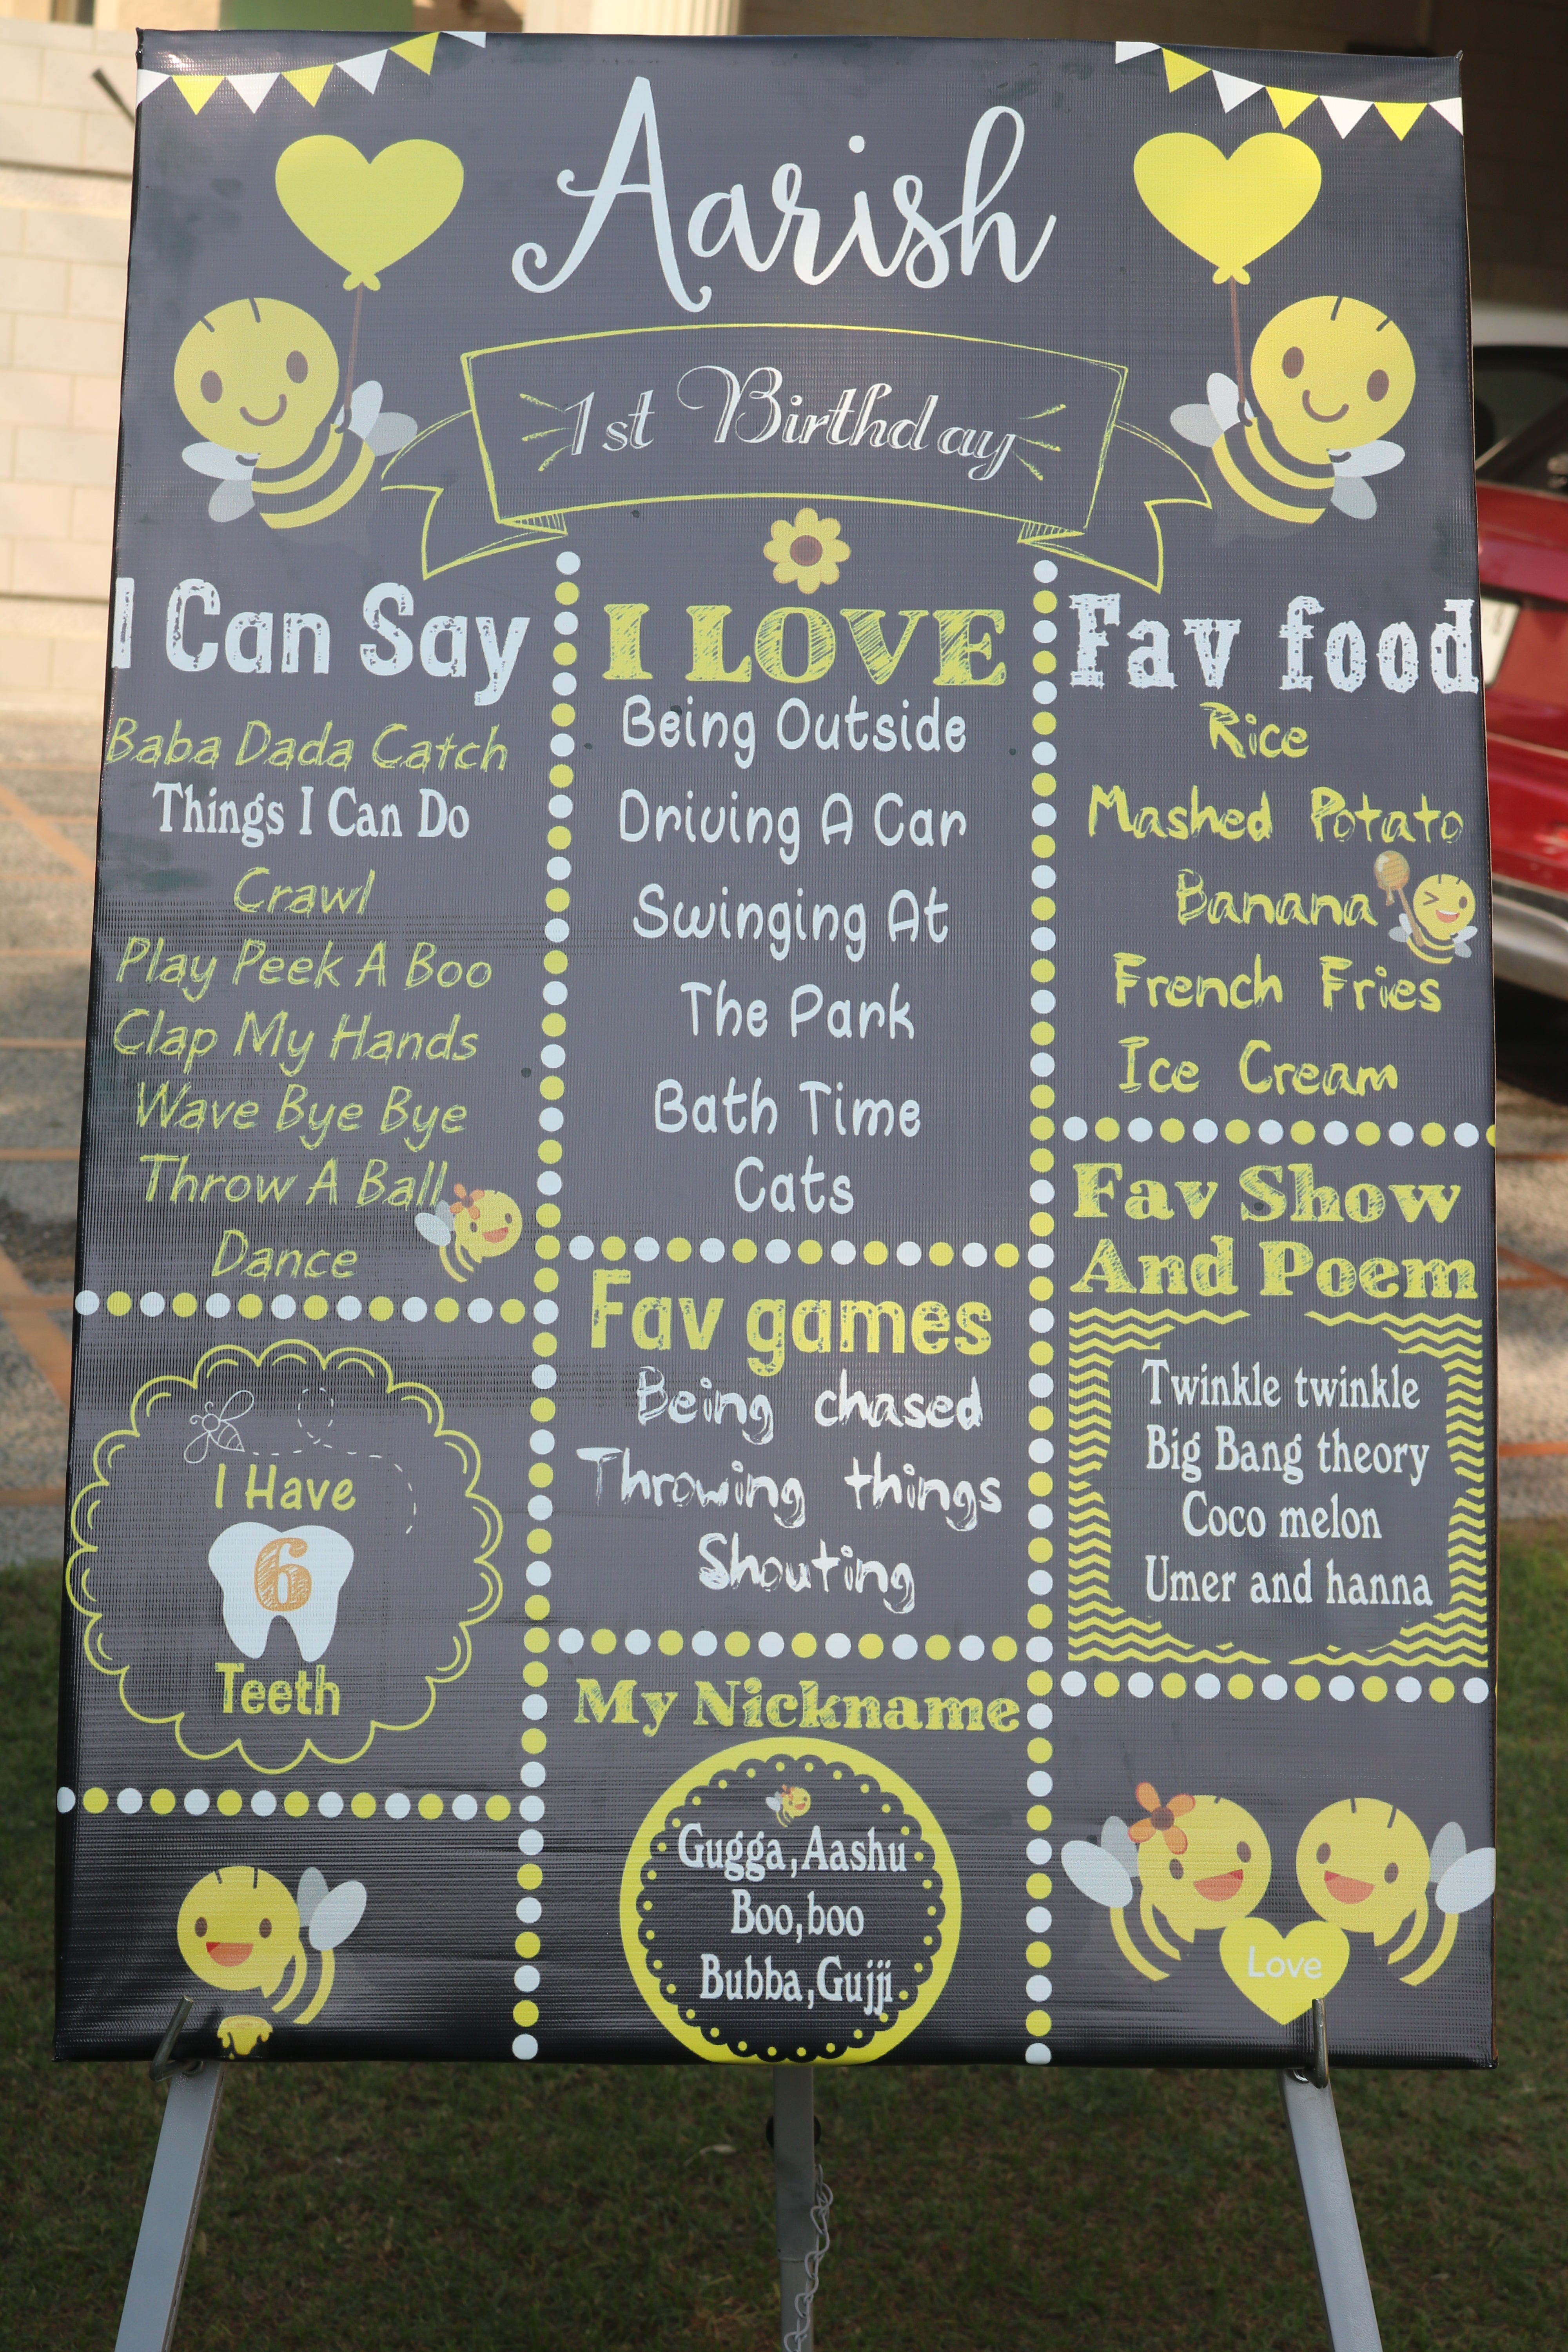 Aarish
1st Birthday
I Can Say
Baba Dada Catch
Things I Can Do
Crawl
Play Peek A Boo
Clap My Hands
Wave Bye Bye
Throw A Ball
Dance
I Have
6
Teeth
I LOVE
Being Outside
Driving A Car
Swinging At
The Park
Bath Time
Cats
Fav games
Being chased
Throwing things
Shouting
My Nickname
Gugga,Aashu
Boo,boo
Bubba,Gujji
Fav food
Rice
Mashed Potato
Banana
French Fries
Ice Cream
Fav Show
And Poem
Twinkle twinkle
Big Bang theory
Coco melon
Umer and hanna
Love